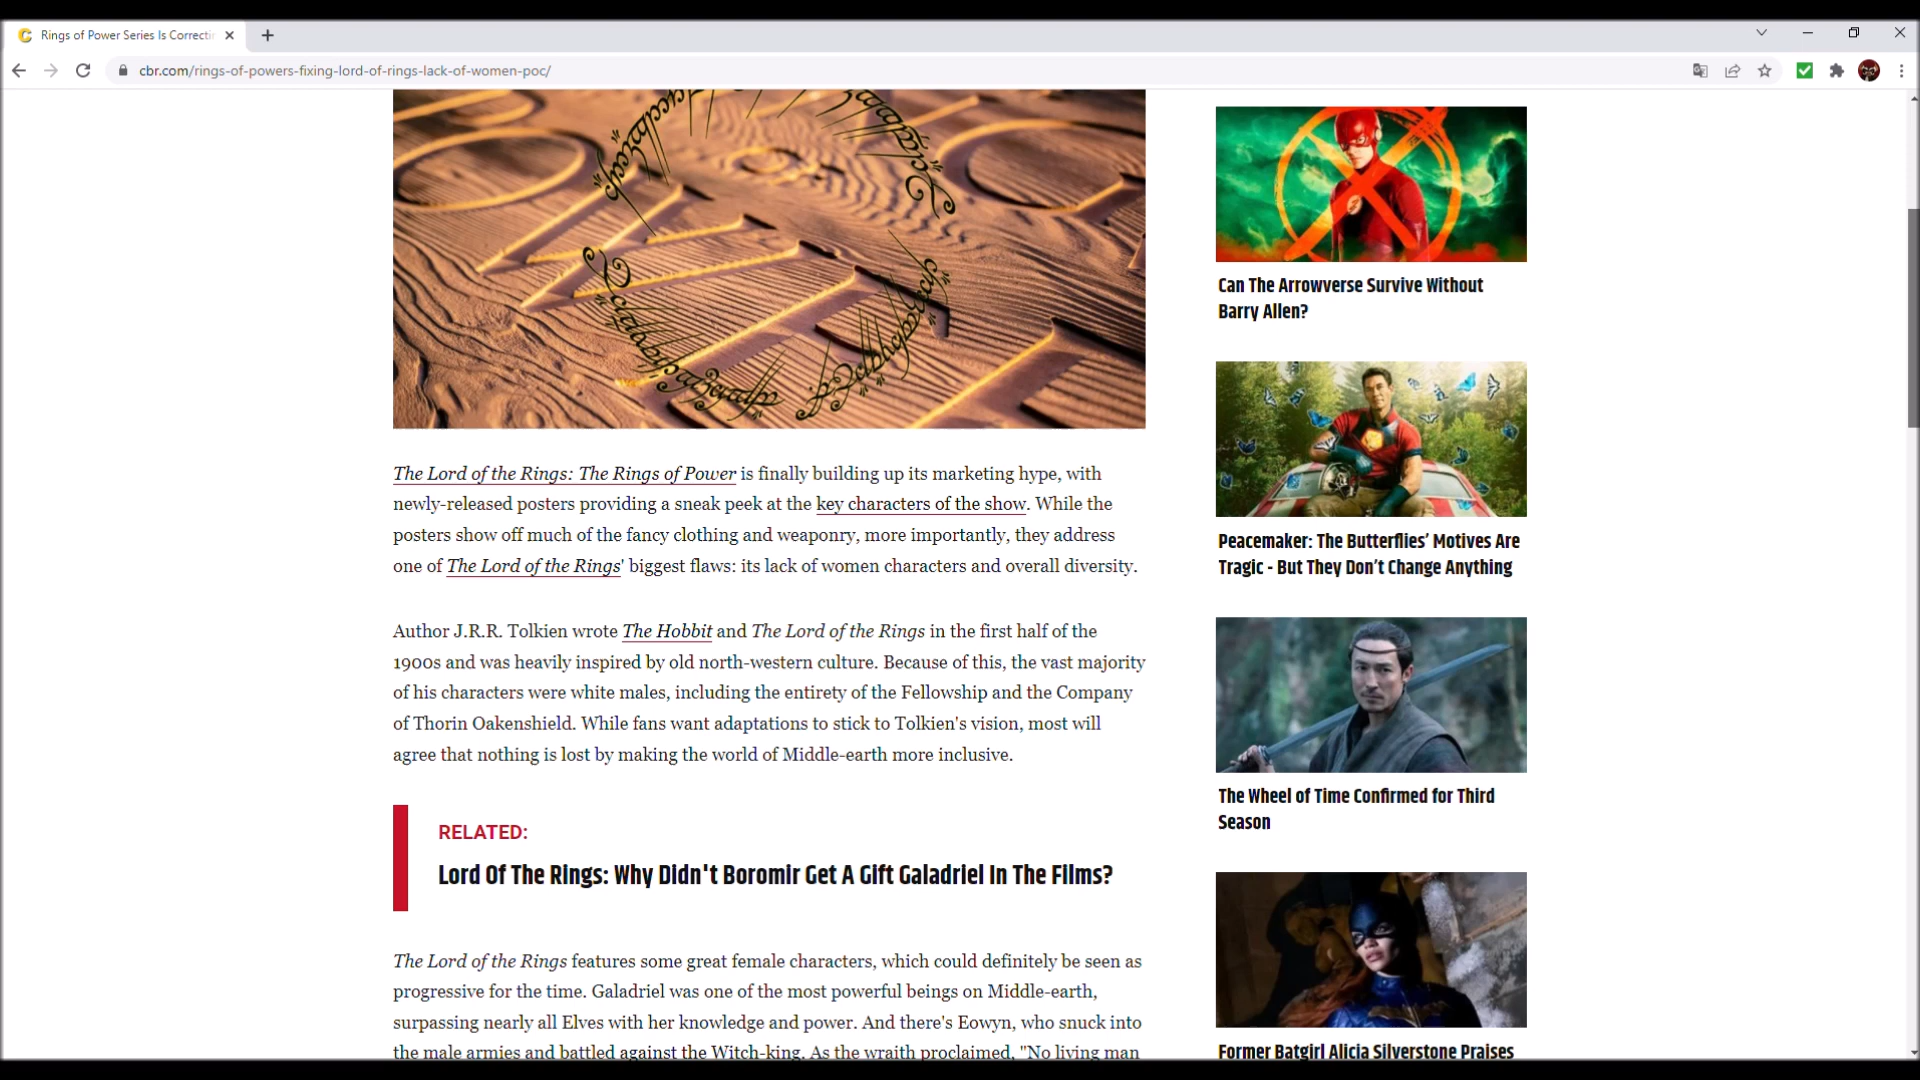 Rings of Power Series Is Correcti
cbr.com/rings-of-powers-fixing-lord-of-rings-lack-of-women-poc/
The Lord of the Rings: The Rings of Power is finally building up its marketing hype, with
newly-released posters providing a sneak peek at the key characters of the show. While the
posters show off much of the fancy clothing and weaponry, more importantly, they address
one of The Lord of the Rings' biggest flaws: its lack of women characters and overall diversity.
Author J.R.R. Tolkien wrote The Hobbit and The Lord of the Rings in the first half of the
1900s and was heavily inspired by old north-western culture. Because of this, the vast majority
of his characters were white males, including the entirety of the Fellowship and the Company
of Thorin Oakenshield. While fans want adaptations to stick to Tolkien's vision, most will
agree that nothing is lost by making the world of Middle-earth more inclusive.
RELATED:
Lord Of The Rings: Why Didn't Boromir Get A Gift Galadriel In The Films?
The Lord of the Rings features some great female characters, which could definitely be seen as
progressive for the time. Galadriel was one of the most powerful beings on Middle-earth,
surpassing nearly all Elves with her knowledge and power. And there's Eowyn, who snuck into
the male armies and battled against the Witch-king. As the wraith proclaimed, "No living man
Can The Arrowverse Survive Without
Barry Allen?
Peacemaker: The Butterflies’ Motives Are
Tragic - But They Don’t Change Anything
The Wheel of Time Confirmed for Third
Season
Former Batgirl Alicia Silverstone Praises